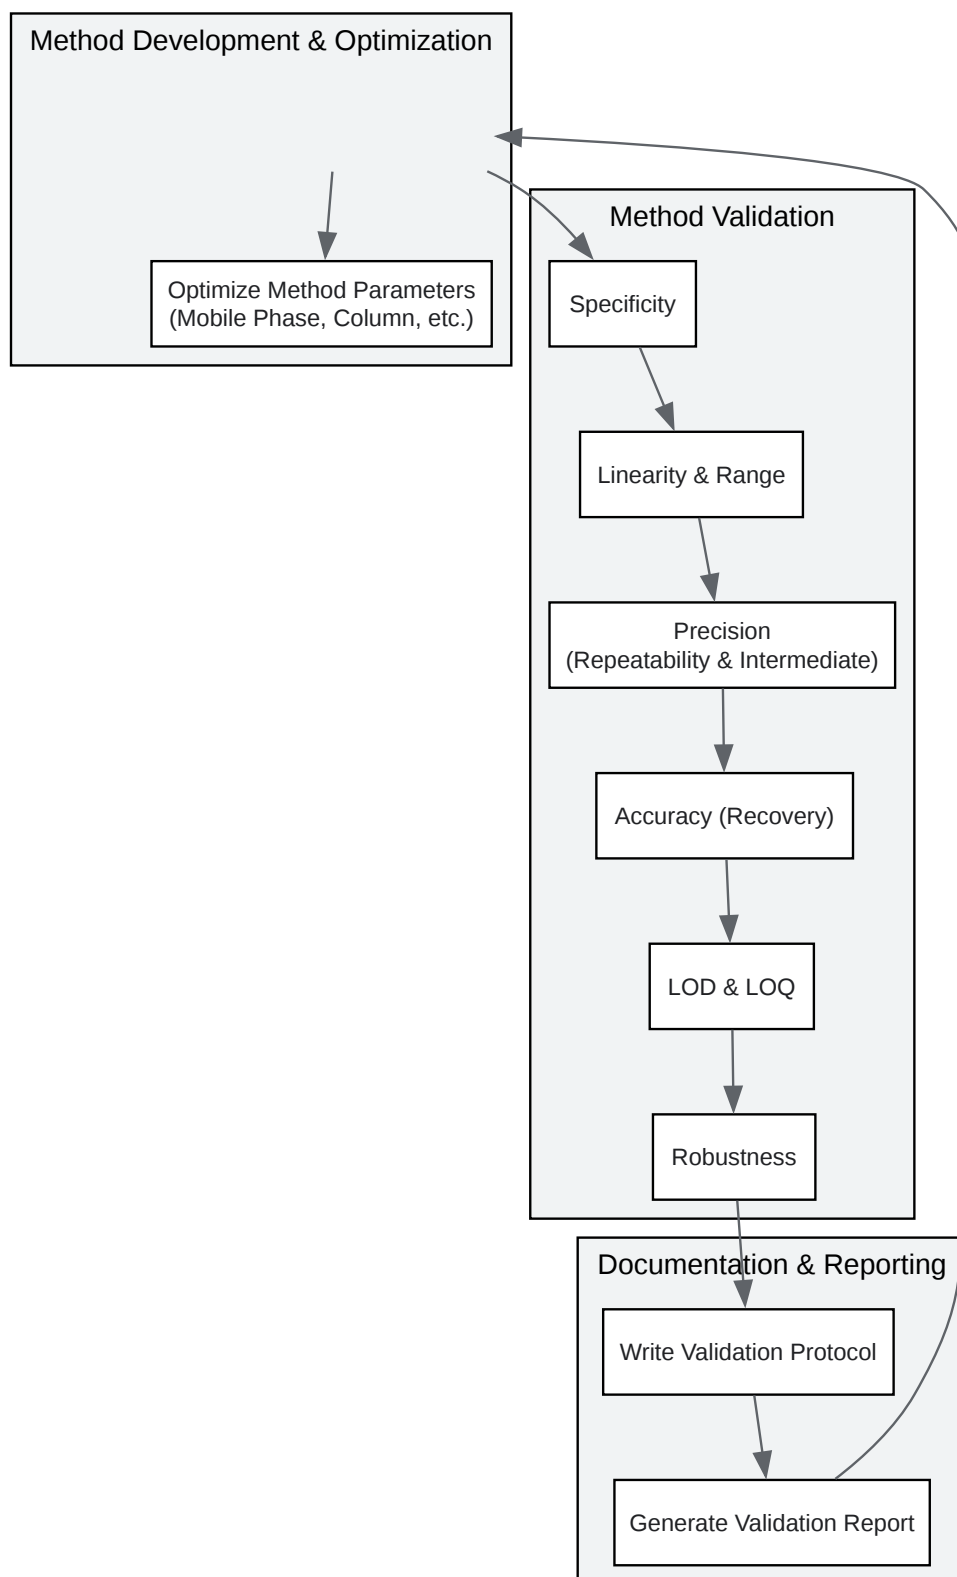 Method Development & Optimization
Method Validation
Optimize Method Parameters
(Mobile Phase, Column, etc.)
Specificity
Linearity & Range
Precision
(Repeatability & Intermediate)
Accuracy (Recovery)
LOD & LOQ
Robustness
Documentation & Reporting
Write Validation Protocol
Generate Validation Report